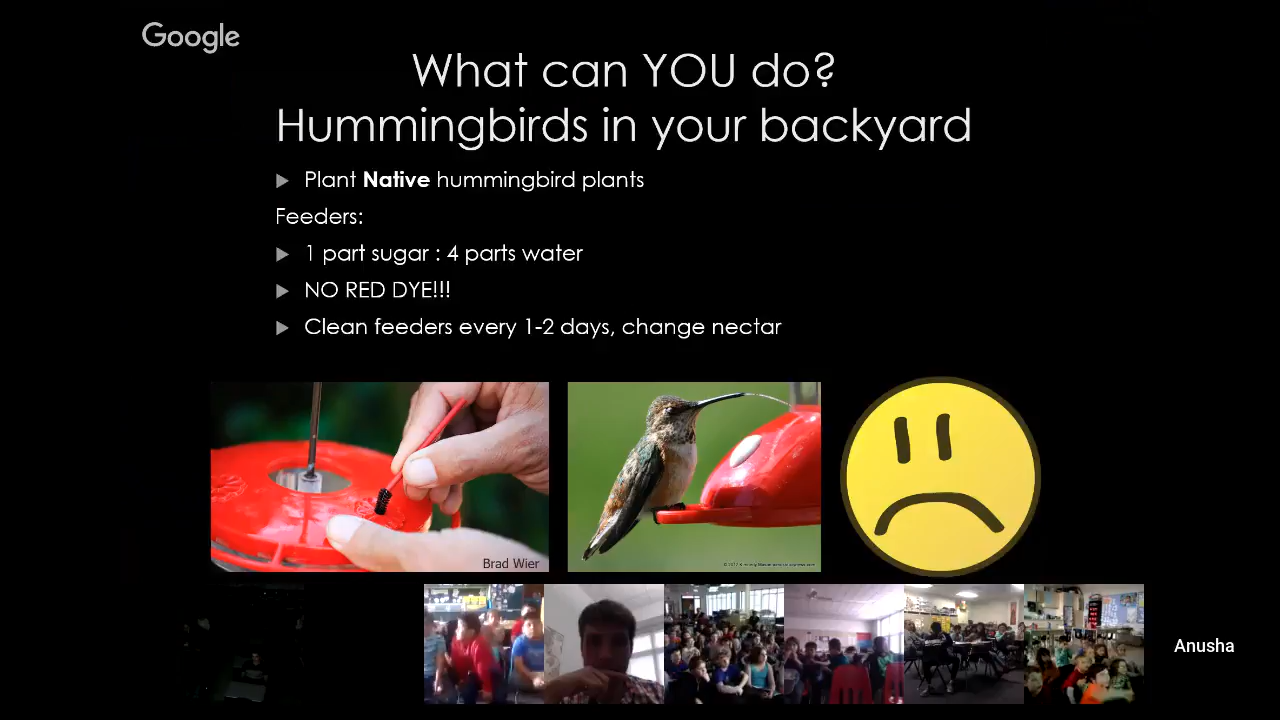 Google
What can YOU do?
Hummingbirds in your backyard
Plant Native hummingbird plants
Feeders:
1 part sugar : 4 parts water
NO RED DYE!!!
Clean feeders every 1-2 days, change nectar
Brad Wier
Anusha